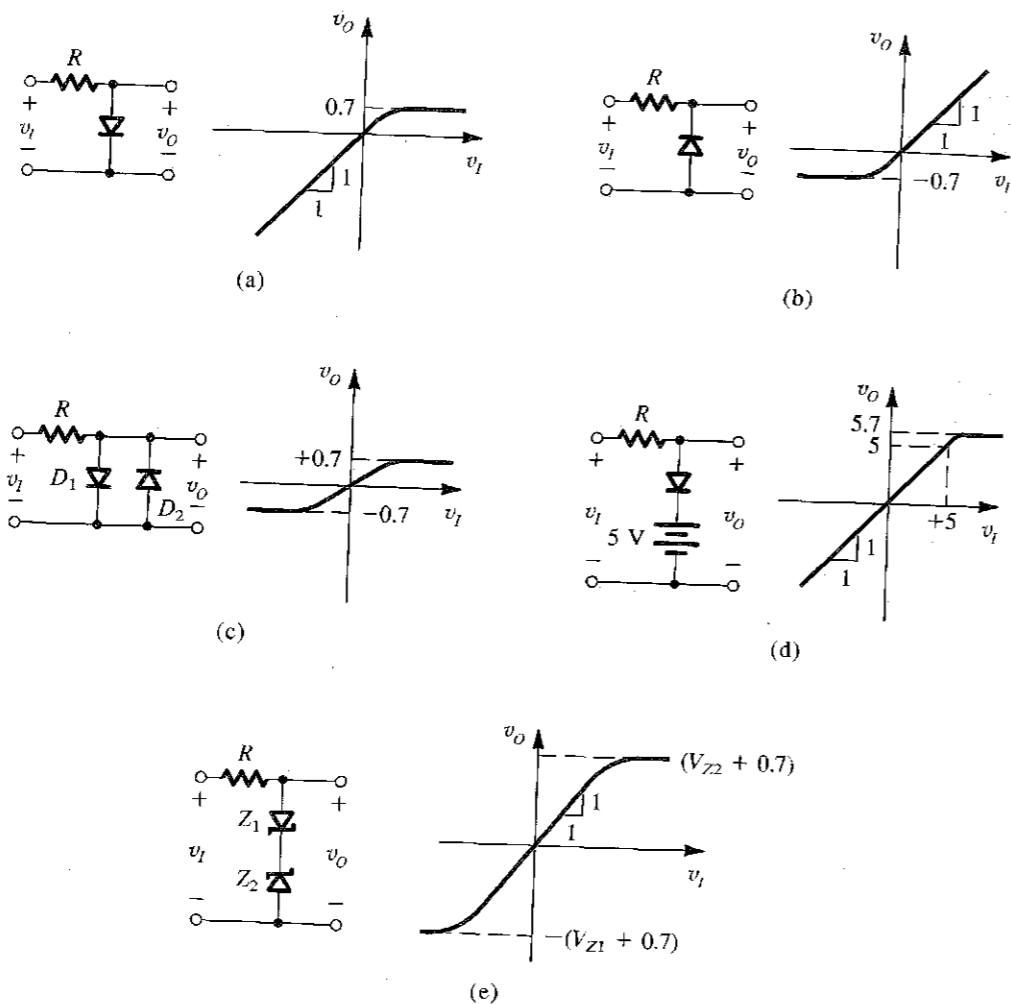 v_O
R
+ +
v_I v_O
− −
0.7
v_I
1
1
(a)
v_O
R
+ +
v_I v_O
− −
1
1
−0.7
v_I
(b)
v_O
R
+ +
v_I D_1 v_O
− D_2 −
+0.7
−0.7 v_I
(c)
v_O
R
+ +
v_I v_O
5 V
− −
5.7
5
+5 v_I
1
1
(d)
v_O
R
+ +
Z_1
v_I v_O
Z_2
− −
(V_Z2 + 0.7)
1
1
v_I
−(V_Z1 + 0.7)
(e)